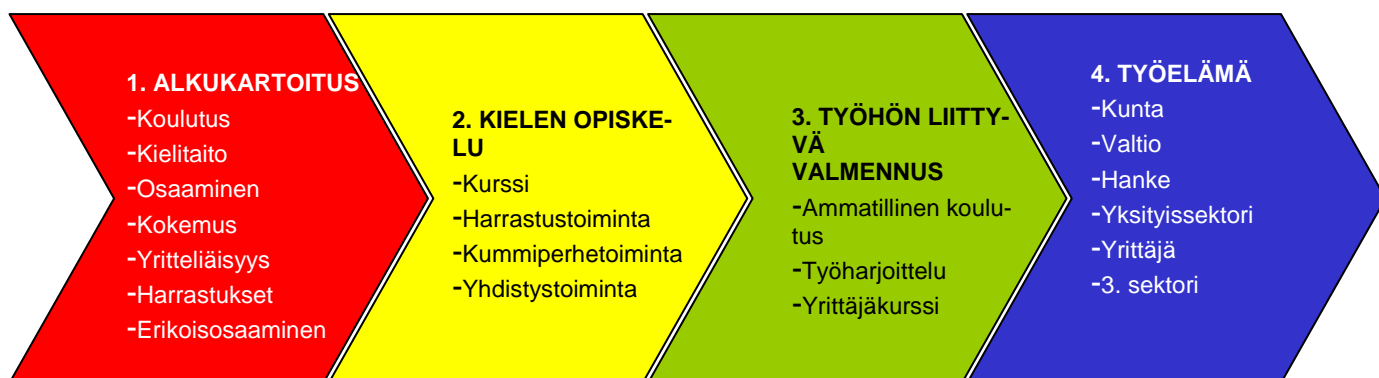 1. ALKUKARTOITUS
-Koulutus
-Kielitaito
-Osaaminen
-Kokemus
-Yritteliäisyys
-Harrastukset
-Erikoisosaaminen
2. KIELEN OPISKE-
LU
-Kurssi
-Harrastustoiminta
-Kummiperhetoiminta
-Yhdistystoiminta
3. TYÖHÖN LIITTY-
VÄ
VALMENNUS
-Ammatillinen koulu-
tus
-Työharjoittelu
-Yrittäjäkurssi
4. TYÖELÄMÄ
-Kunta
-Valtio
-Hanke
-Yksityissektori
-Yrittäjä
-3. sektori